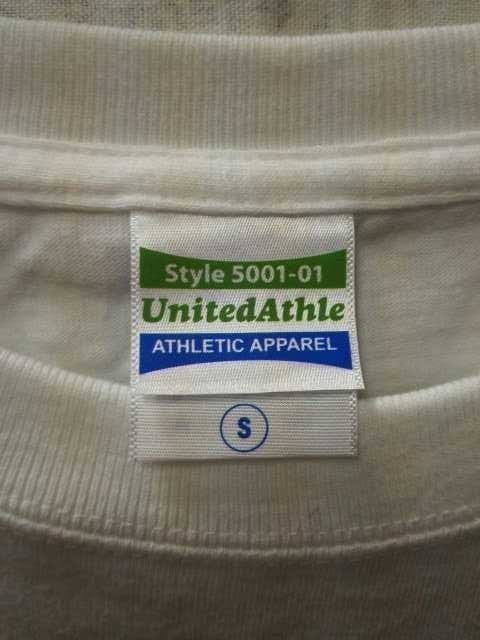 Style 5001-01
UnitedAthle
ATHLETIC APPAREL
S